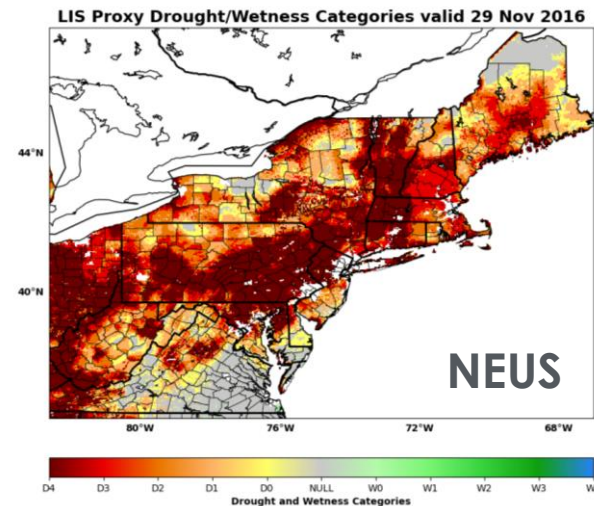 LIS Proxy Drought/Wetness Categories valid 29 Nov 2016
44°N
40°N
NEUS
80°W 76°W 72°W 68°W
D4 D3 D2 D1 D0 NULL W0 W1 W2 W3 W
Drought and Wetness Categories